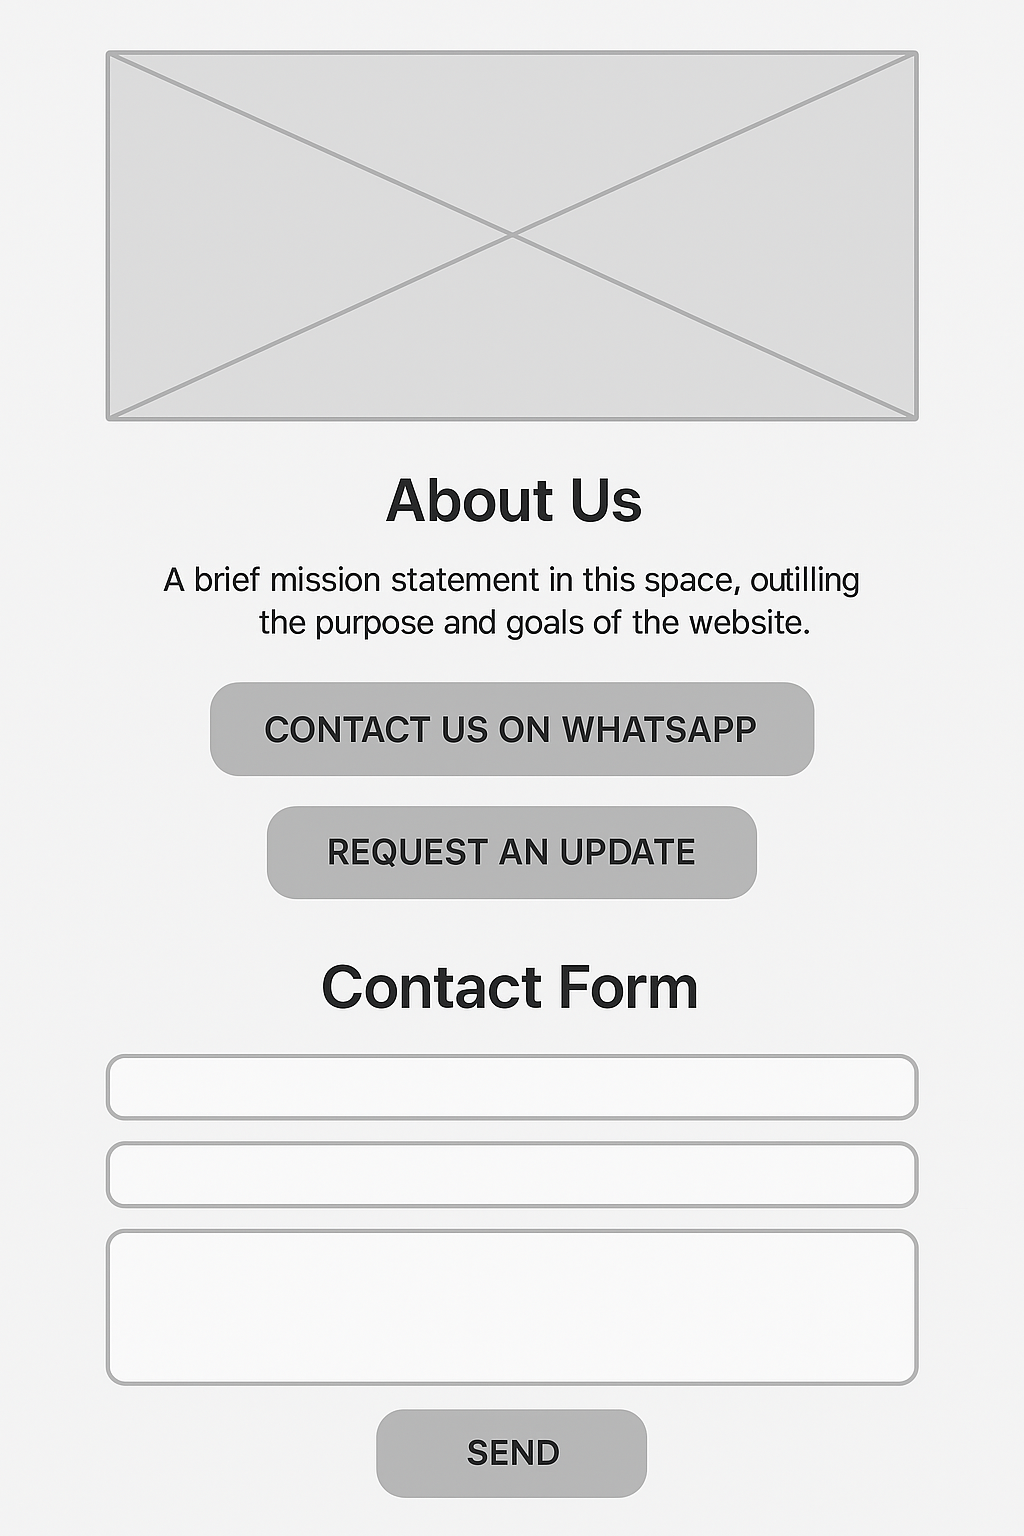 About Us
A brief mission statement in this space, outilling
the purpose and goals of the website.
CONTACT US ON WHATSAPP
REQUEST AN UPDATE
Contact Form
SEND